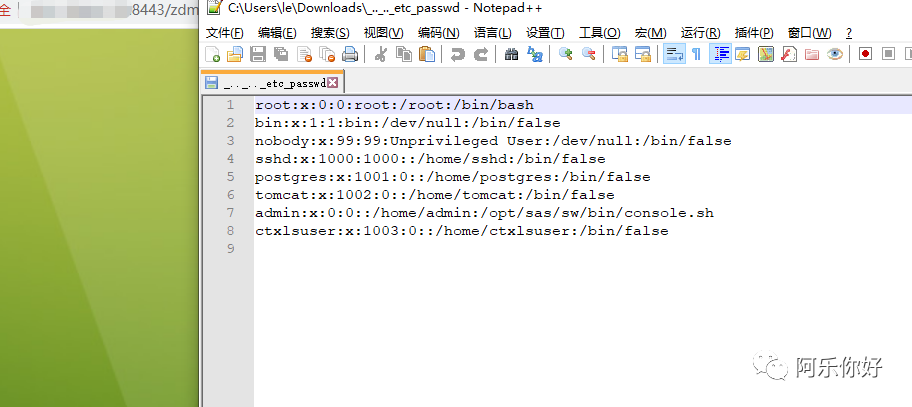 全
8443/zdm
C:\Users\le\Downloads\_.._.._etc_passwd - Notepad++
文件(F) 编辑(E) 搜索(S) 视图(V) 编码(N) 语言(L) 设置(T) 工具(O) 宏(M) 运行(R) 插件(P) 窗口(W) ?
_.._.._etc_passwd
1 root:x:0:0:root:/root:/bin/bash
2 bin:x:1:1:bin:/dev/null:/bin/false
3 nobody:x:99:99:Unprivileged User:/dev/null:/bin/false
4 sshd:x:1000:1000::/home/sshd:/bin/false
5 postgres:x:1001:0::/home/postgres:/bin/false
6 tomcat:x:1002:0::/home/tomcat:/bin/false
7 admin:x:0:0::/home/admin:/opt/sas/sw/bin/console.sh
8 ctxlsuser:x:1003:0::/home/ctxlsuser:/bin/false
9
阿乐你好